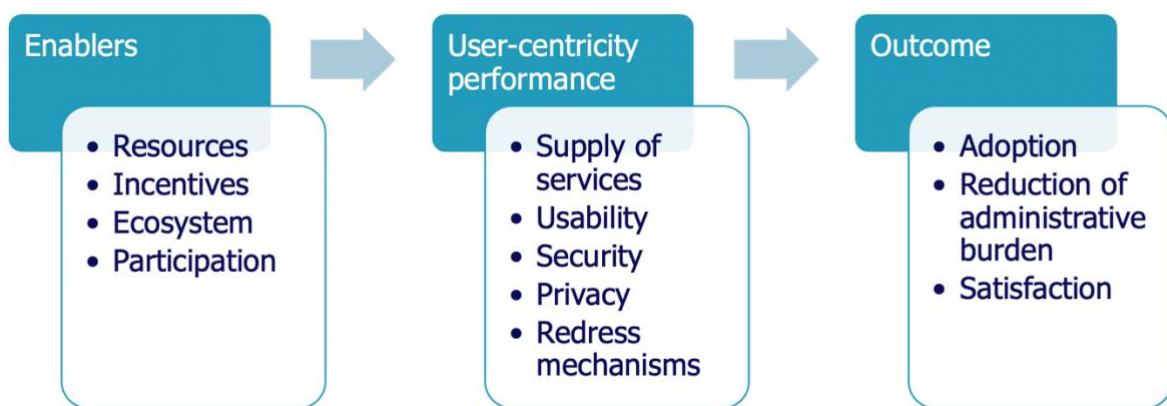 Enablers
• Resources
• Incentives
• Ecosystem
• Participation
User-centricity
performance
• Supply of
services
• Usability
• Security
• Privacy
• Redress
mechanisms
Outcome
• Adoption
• Reduction of
administrative
burden
• Satisfaction